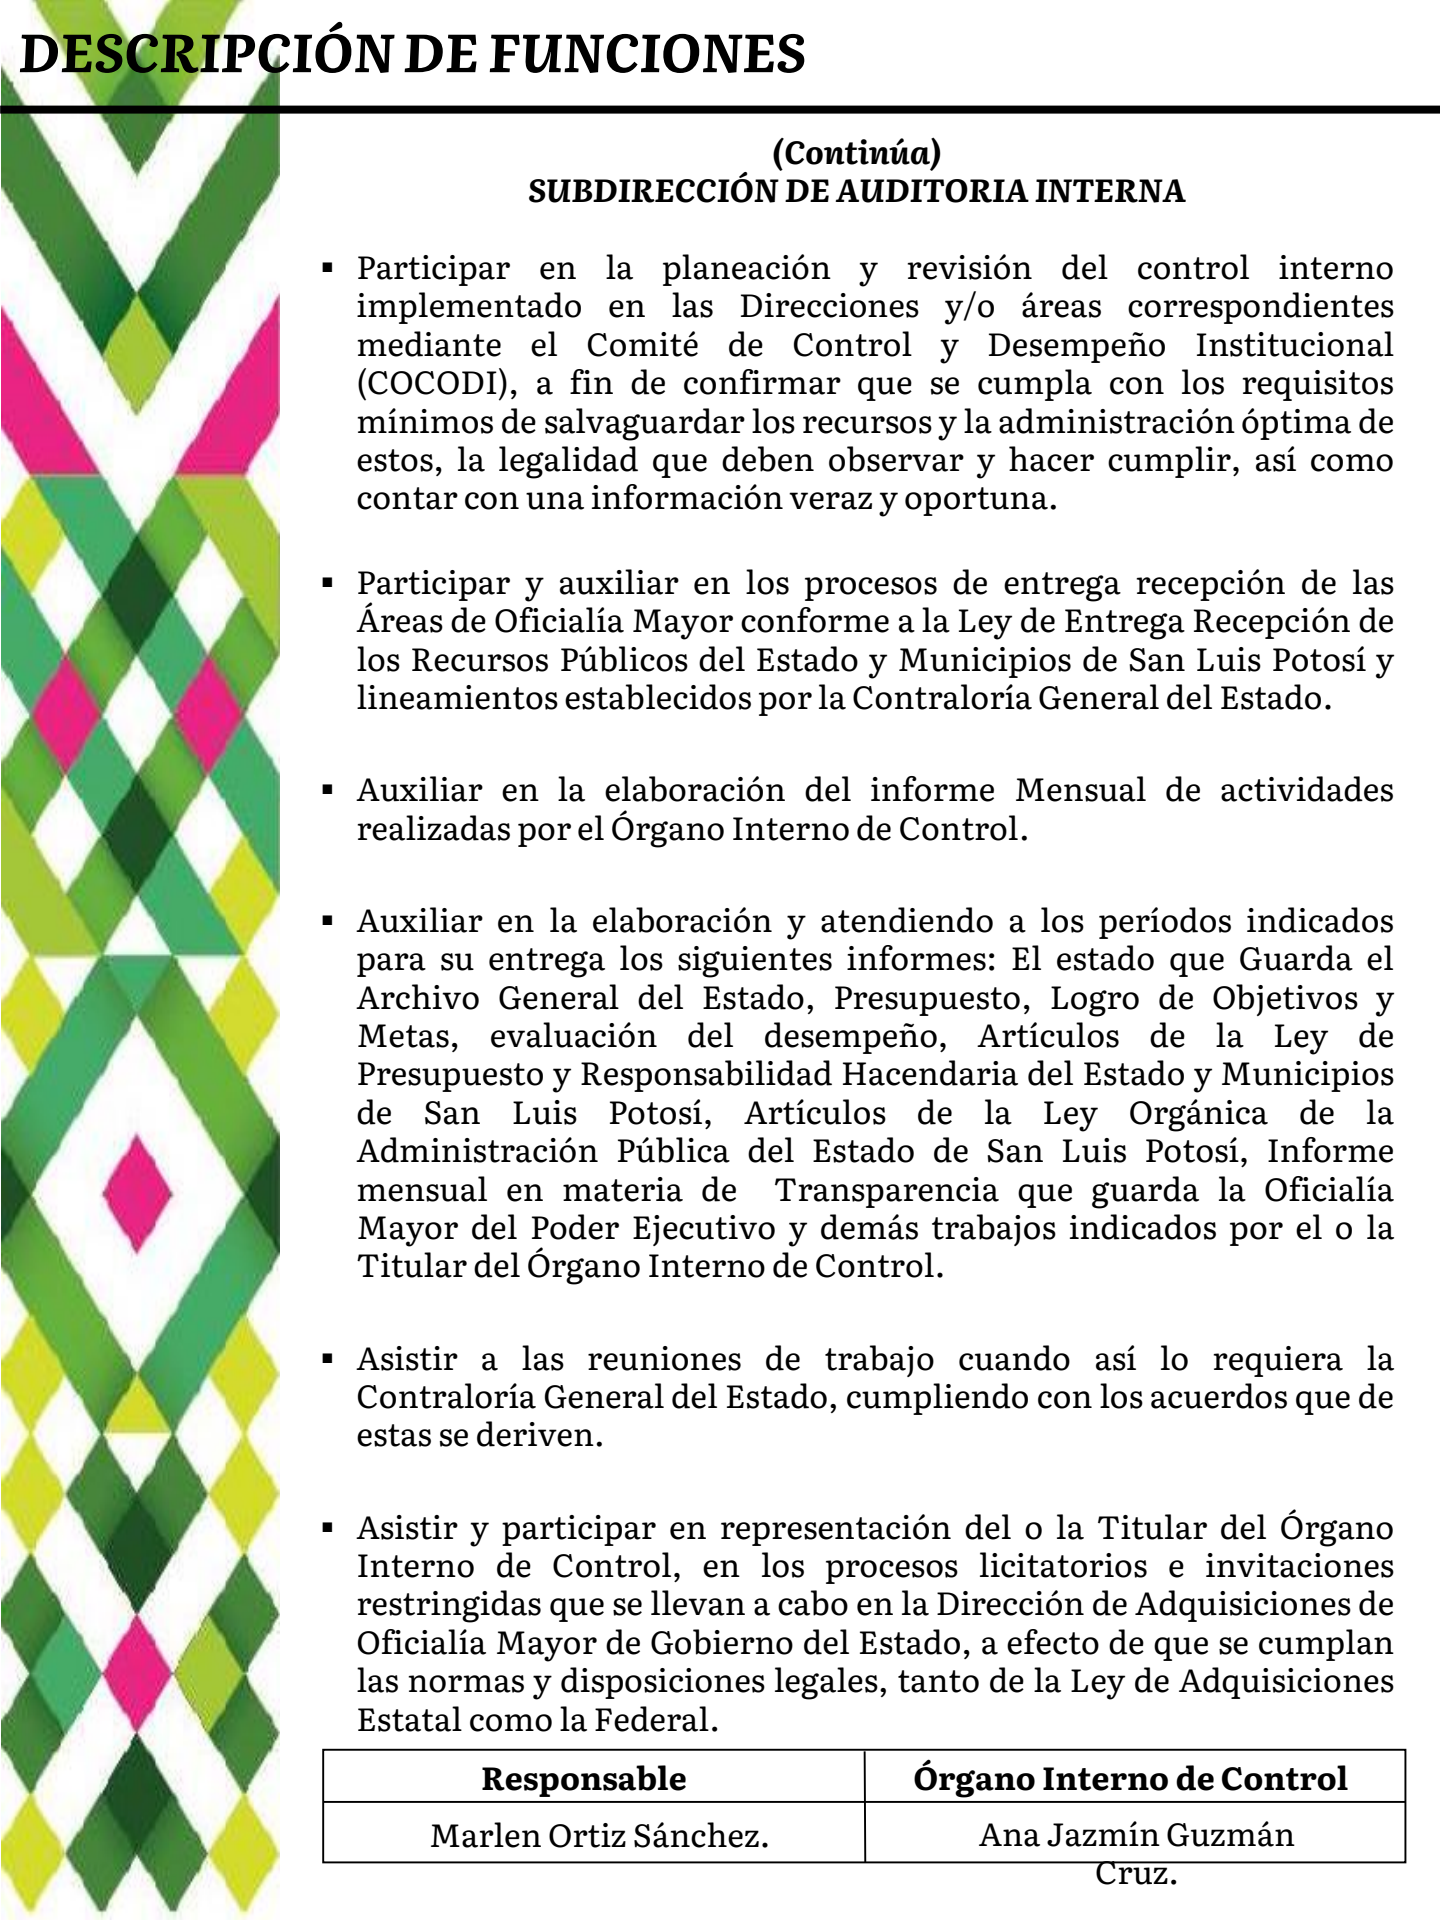 DESCRIPCIÓN DE FUNCIONES
(Continúa)
SUBDIRECCIÓN DE AUDITORIA INTERNA
▪ Participar en la planeación y revisión del control interno
implementado en las Direcciones y/o áreas correspondientes
mediante el Comité de Control y Desempeño Institucional
(COCODI), a fin de confirmar que se cumpla con los requisitos
mínimos de salvaguardar los recursos y la administración óptima de
estos, la legalidad que deben observar y hacer cumplir, así como
contar con una información veraz y oportuna.
▪ Participar y auxiliar en los procesos de entrega recepción de las
Áreas de Oficialía Mayor conforme a la Ley de Entrega Recepción de
los Recursos Públicos del Estado y Municipios de San Luis Potosí y
lineamientos establecidos por la Contraloría General del Estado.
▪ Auxiliar en la elaboración del informe Mensual de actividades
realizadas por el Órgano Interno de Control.
▪ Auxiliar en la elaboración y atendiendo a los períodos indicados
para su entrega los siguientes informes: El estado que Guarda el
Archivo General del Estado, Presupuesto, Logro de Objetivos y
Metas, evaluación del desempeño, Artículos de la Ley de
Presupuesto y Responsabilidad Hacendaria del Estado y Municipios
de San Luis Potosí, Artículos de la Ley Orgánica de la
Administración Pública del Estado de San Luis Potosí, Informe
mensual en materia de Transparencia que guarda la Oficialía
Mayor del Poder Ejecutivo y demás trabajos indicados por el o la
Titular del Órgano Interno de Control.
▪ Asistir a las reuniones de trabajo cuando así lo requiera la
Contraloría General del Estado, cumpliendo con los acuerdos que de
estas se deriven.
▪ Asistir y participar en representación del o la Titular del Órgano
Interno de Control, en los procesos licitatorios e invitaciones
restringidas que se llevan a cabo en la Dirección de Adquisiciones de
Oficialía Mayor de Gobierno del Estado, a efecto de que se cumplan
las normas y disposiciones legales, tanto de la Ley de Adquisiciones
Estatal como la Federal.
Responsable
Órgano Interno de Control
Marlen Ortiz Sánchez.
Ana Jazmín Guzmán
Cruz.